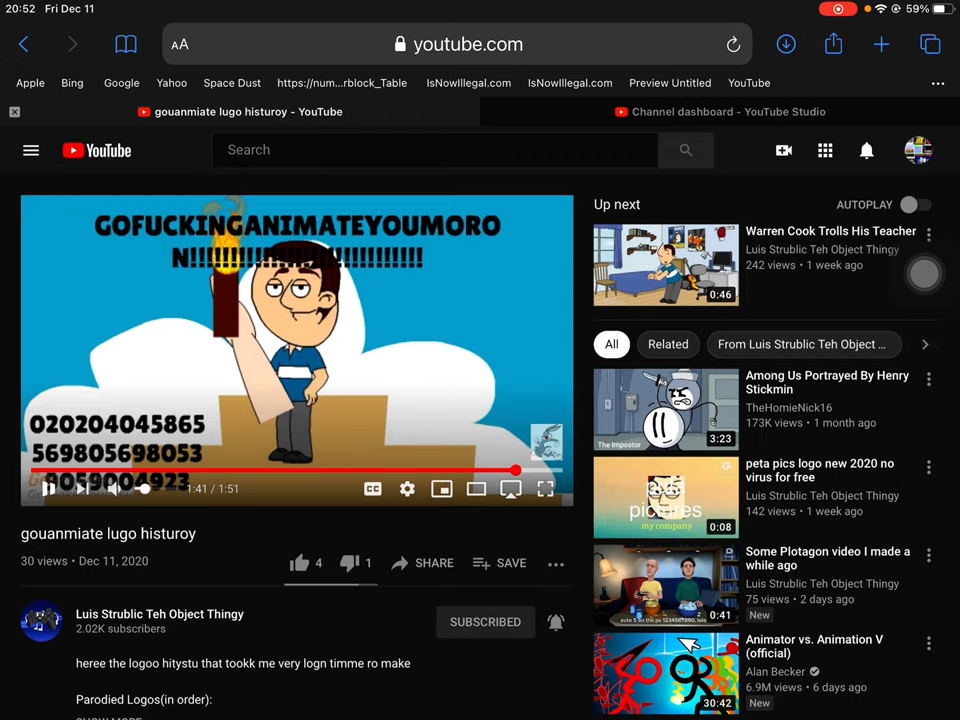 20:52 Fri Dec 11
59%
AA
youtube.com
Apple Bing Google Yahoo Space Dust https://num...rblock_Table IsNowIllegal.com IsNowIllegal.com Preview Untitled YouTube
gouanmiate lugo histuroy - YouTube
Channel dashboard - YouTube Studio
YouTube
Search
GOFUCKINGANIMATEYOUMORO
N!!!!!!!!!!!!!!!!!!!!!!!!!!!!!!
020204045865
569805698053
8059004923
1:41 / 1:51
CC
gouanmiate lugo histuroy
30 views • Dec 11, 2020
4
1
SHARE
SAVE
Luis Strublic Teh Object Thingy
2.02K subscribers
SUBSCRIBED
heree the logoo hitystu that tookk me very logn timme ro make
Parodied Logos(in order):
Up next
AUTOPLAY
Warren Cook Trolls His Teacher
Luis Strublic Teh Object Thingy
242 views • 1 week ago
0:46
All
Related
From Luis Strublic Teh Object ...
Among Us Portrayed By Henry
Stickmin
TheHomieNick16
173K views • 1 month ago
The Impostor
3:23
peta pics logo new 2020 no
virus for free
Luis Strublic Teh Object Thingy
142 views • 1 week ago
pictures
my company
0:08
Some Plotagon video I made a
while ago
Luis Strublic Teh Object Thingy
75 views • 2 days ago
New
0:41
Animator vs. Animation V
(official)
Alan Becker
6.9M views • 6 days ago
New
30:42